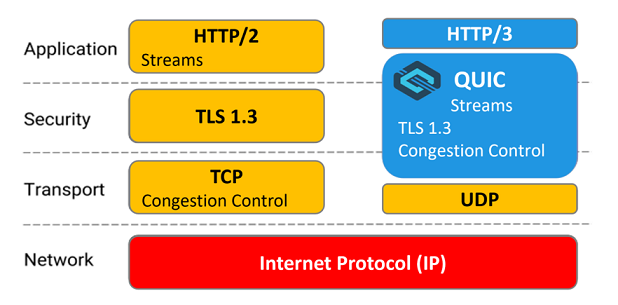 Application
HTTP/2
Streams
HTTP/3
QUIC
Streams
TLS 1.3
Congestion Control
Security
TLS 1.3
Transport
TCP
Congestion Control
UDP
Network
Internet Protocol (IP)